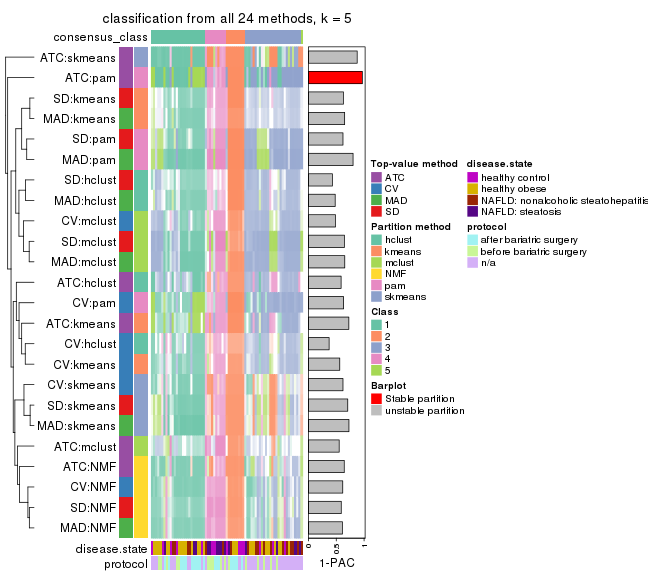 classification from all 24 methods, k = 5
consensus_class
ATC:skmeans
ATC:pam
SD:kmeans
MAD:kmeans
SD:pam
MAD:pam
SD:hclust
MAD:hclust
CV:mclust
SD:mclust
MAD:mclust
ATC:hclust
CV:pam
ATC:kmeans
CV:hclust
CV:kmeans
CV:skmeans
SD:skmeans
MAD:skmeans
ATC:mclust
ATC:NMF
CV:NMF
SD:NMF
MAD:NMF
disease.state
protocol
0
0.5
1
1-PAC
Top-value method
ATC
CV
MAD
SD
Partition method
hclust
kmeans
mclust
NMF
pam
skmeans
Class
1
2
3
4
5
Barplot
Stable partition
unstable partition
disease.state
healthy control
healthy obese
NAFLD: nonalcoholic steatohepatitis
NAFLD: steatosis
protocol
after bariatric surgery
before bariatric surgery
n/a